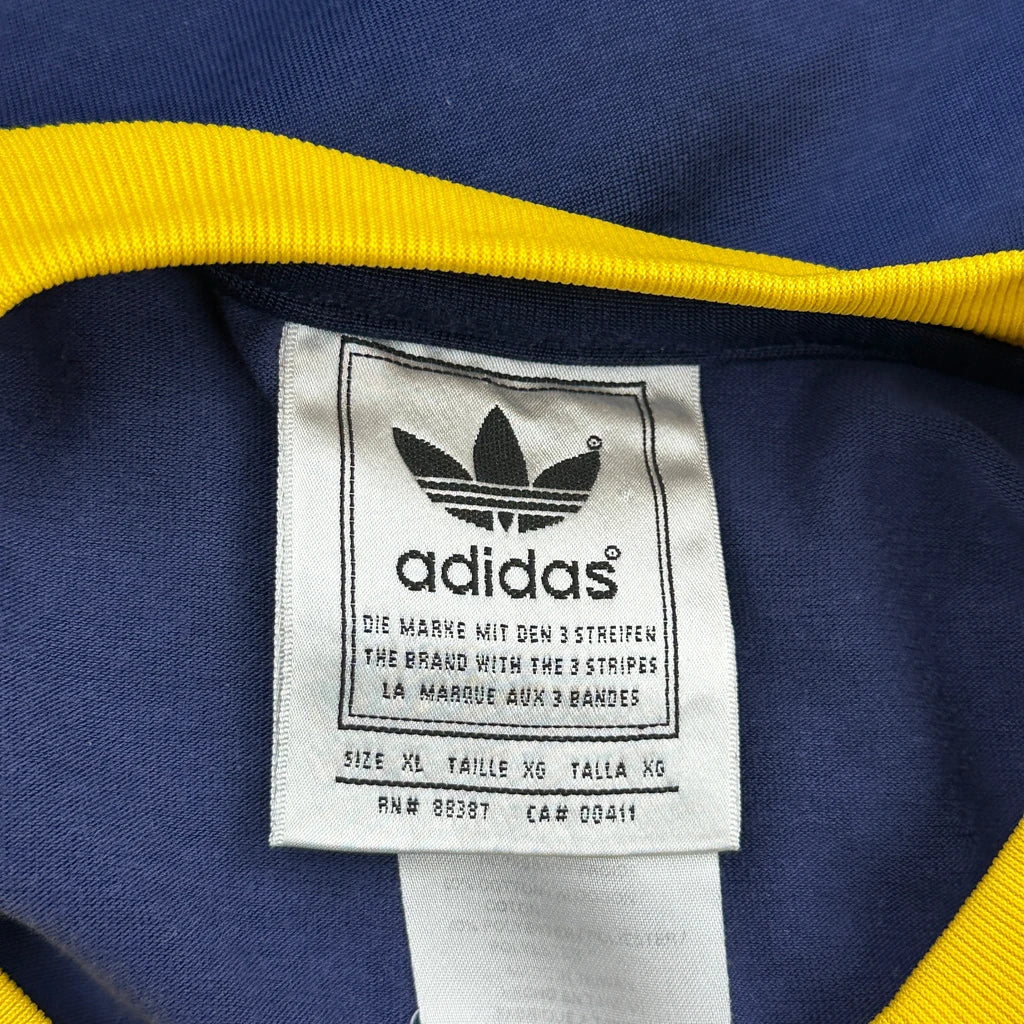 adidas
DIE MARKE MIT DEN 3 STREIFEN
THE BRAND WITH THE 3 STRIPES
LA MARQUE AUX 3 BANDES
SIZE XL TAILLE XG TALLA XG
RN# 88387 CA# 00411